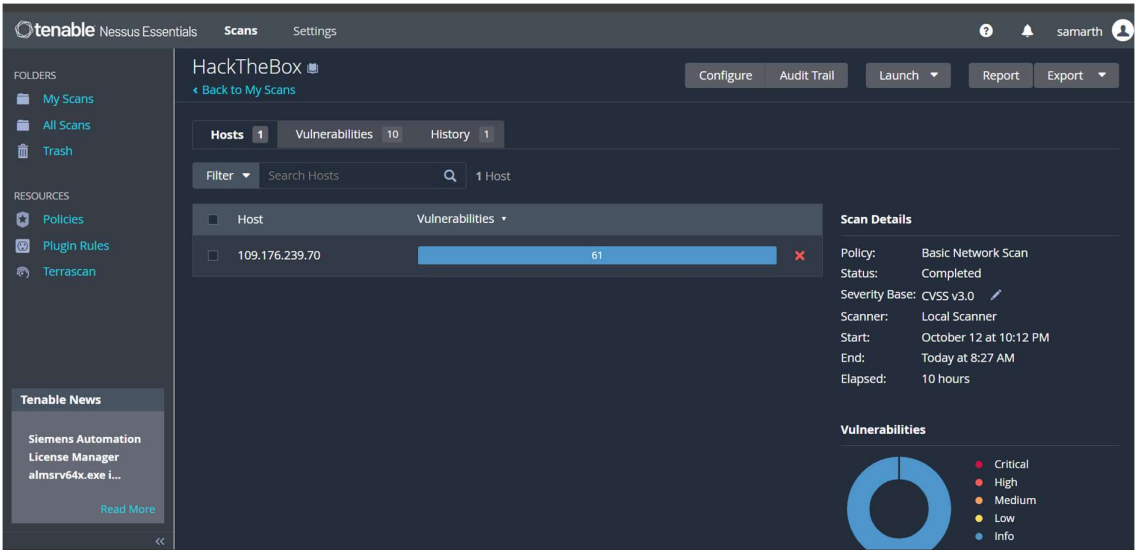 tenable Nessus Essentials Scans Settings samarth
FOLDERS
My Scans
All Scans
Trash
RESOURCES
Policies
Plugin Rules
Terrascan
Tenable News
Siemens Automation
License Manager
almsrv64x.exe i...
Read More
HackTheBox
Back to My Scans
Configure Audit Trail Launch Report Export
Hosts 1 Vulnerabilities 10 History 1
Filter Search Hosts 1 Host
Host Vulnerabilities
109.176.239.70 61
Scan Details
Policy: Basic Network Scan
Status: Completed
Severity Base: CVSS v3.0
Scanner: Local Scanner
Start: October 12 at 10:12 PM
End: Today at 8:27 AM
Elapsed: 10 hours
Vulnerabilities
Critical
High
Medium
Low
Info